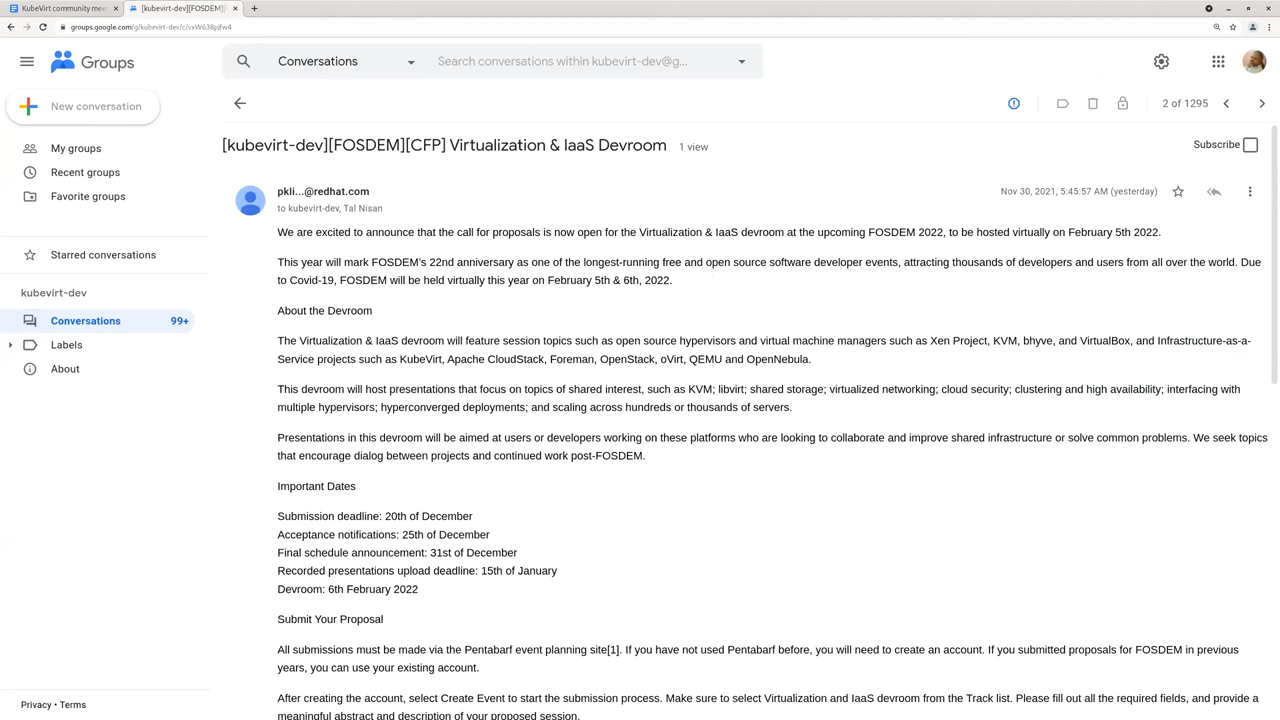 KubeVirt community mee
[kubevirt-dev][FOSDEM][
groups.google.com/g/kubevirt-dev/c/vxW638pjfw4
Groups
Conversations
Search conversations within kubevirt-dev@g...
New conversation
2 of 1295
My groups
Recent groups
Favorite groups
Starred conversations
kubevirt-dev
Conversations
99+
Labels
About
Privacy • Terms
[kubevirt-dev][FOSDEM][CFP] Virtualization & IaaS Devroom
1 view
Subscribe
pkli...@redhat.com
Nov 30, 2021, 5:45:57 AM (yesterday)
to kubevirt-dev, Tal Nisan
We are excited to announce that the call for proposals is now open for the Virtualization & IaaS devroom at the upcoming FOSDEM 2022, to be hosted virtually on February 5th 2022.
This year will mark FOSDEM's 22nd anniversary as one of the longest-running free and open source software developer events, attracting thousands of developers and users from all over the world. Due
to Covid-19, FOSDEM will be held virtually this year on February 5th & 6th, 2022.
About the Devroom
The Virtualization & IaaS devroom will feature session topics such as open source hypervisors and virtual machine managers such as Xen Project, KVM, bhyve, and VirtualBox, and Infrastructure-as-a-
Service projects such as KubeVirt, Apache CloudStack, Foreman, OpenStack, oVirt, QEMU and OpenNebula.
This devroom will host presentations that focus on topics of shared interest, such as KVM; libvirt; shared storage; virtualized networking; cloud security; clustering and high availability; interfacing with
multiple hypervisors; hyperconverged deployments; and scaling across hundreds or thousands of servers.
Presentations in this devroom will be aimed at users or developers working on these platforms who are looking to collaborate and improve shared infrastructure or solve common problems. We seek topics
that encourage dialog between projects and continued work post-FOSDEM.
Important Dates
Submission deadline: 20th of December
Acceptance notifications: 25th of December
Final schedule announcement: 31st of December
Recorded presentations upload deadline: 15th of January
Devroom: 6th February 2022
Submit Your Proposal
All submissions must be made via the Pentabarf event planning site[1]. If you have not used Pentabarf before, you will need to create an account. If you submitted proposals for FOSDEM in previous
years, you can use your existing account.
After creating the account, select Create Event to start the submission process. Make sure to select Virtualization and IaaS devroom from the Track list. Please fill out all the required fields, and provide a
meaningful abstract and description of your proposed session.